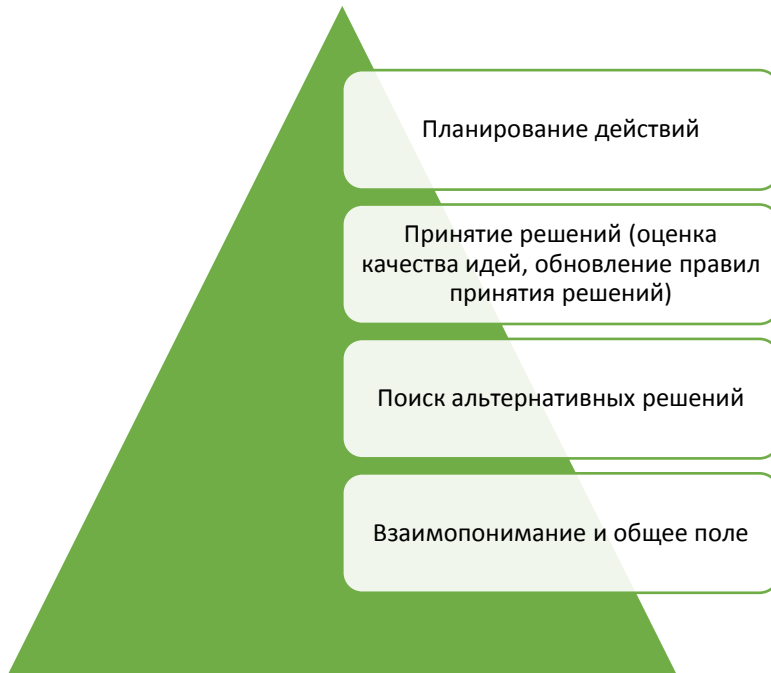 Планирование действий
Принятие решений (оценка
качества идей, обновление правил
принятия решений)
Поиск альтернативных решений
Взаимопонимание и общее поле